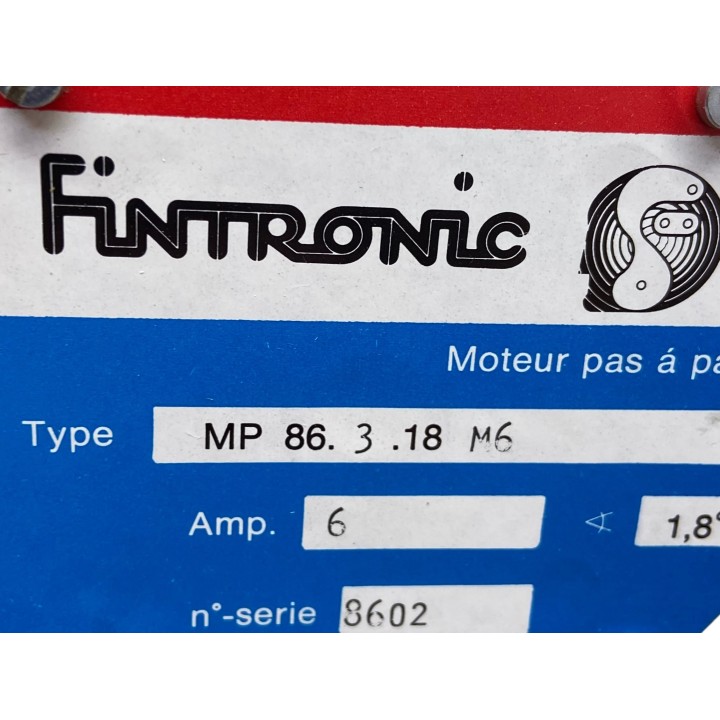 FINTRONIC
Moteur pas á pa
Type MP 86. 3 .18 M6
Amp. 6 ∢ 1,8°
n°-serie 8602